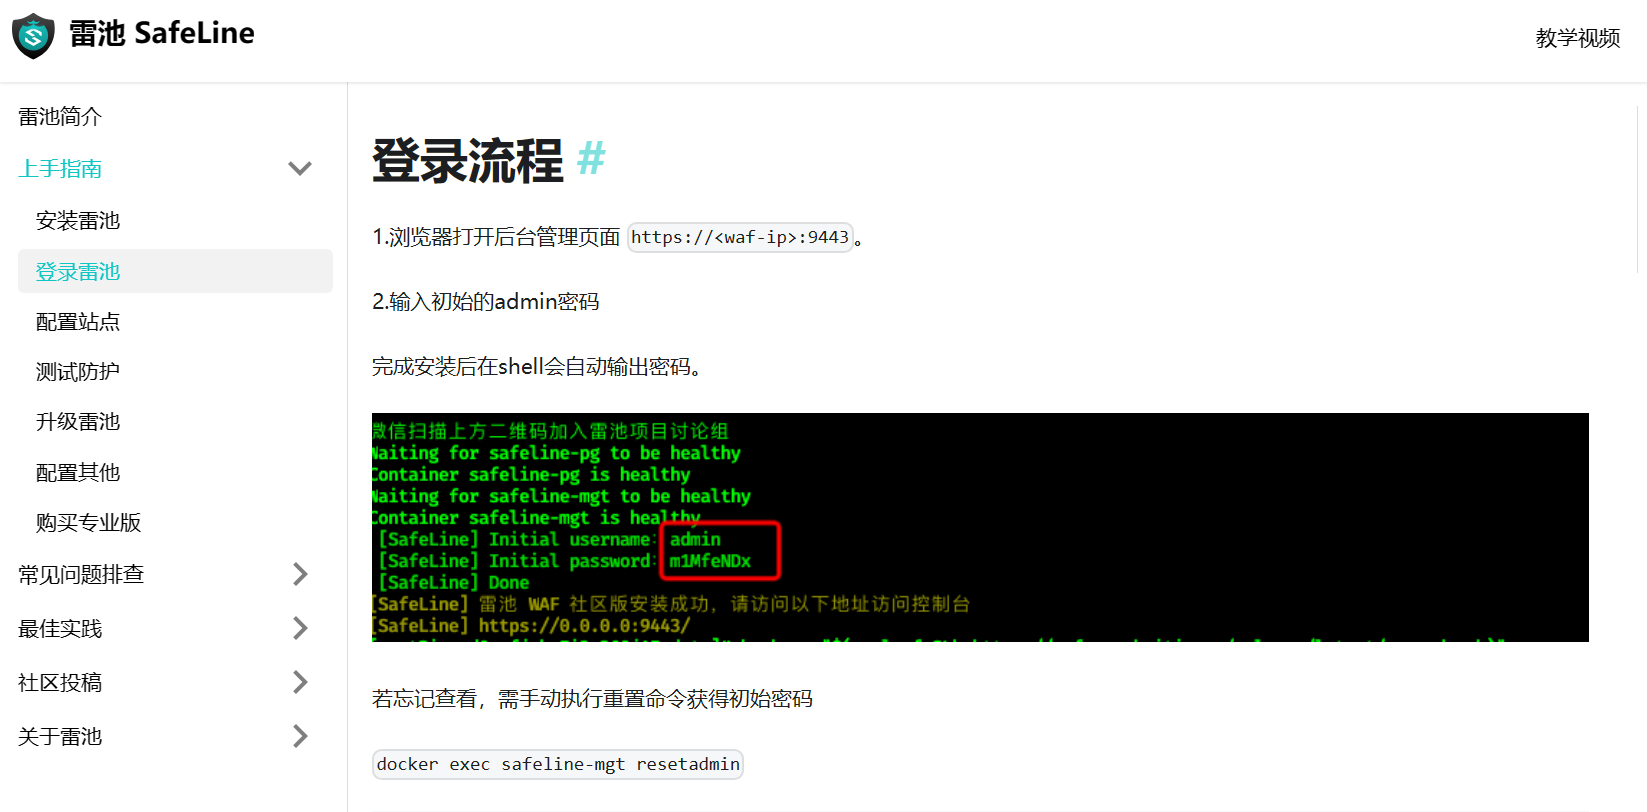 雷池 SafeLine
教学视频
雷池简介
上手指南
安装雷池
登录雷池
配置站点
测试防护
升级雷池
配置其他
购买专业版
常见问题排查
最佳实践
社区投稿
关于雷池
登录流程 #
1.浏览器打开后台管理页面 https://<waf-ip>:9443。
2.输入初始的admin密码
完成安装后在shell会自动输出密码。
微信扫描上方二维码加入雷池项目讨论组
Waiting for safeline-pg to be healthy
Container safeline-pg is healthy
Waiting for safeline-mgt to be healthy
Container safeline-mgt is healthy
[SafeLine] Initial username：admin
[SafeLine] Initial password：m1MfeNDx
[SafeLine] Done
[SafeLine] 雷池 WAF 社区版安装成功，请访问以下地址访问控制台
[SafeLine] https://0.0.0.0:9443/
若忘记查看，需手动执行重置命令获得初始密码
docker exec safeline-mgt resetadmin